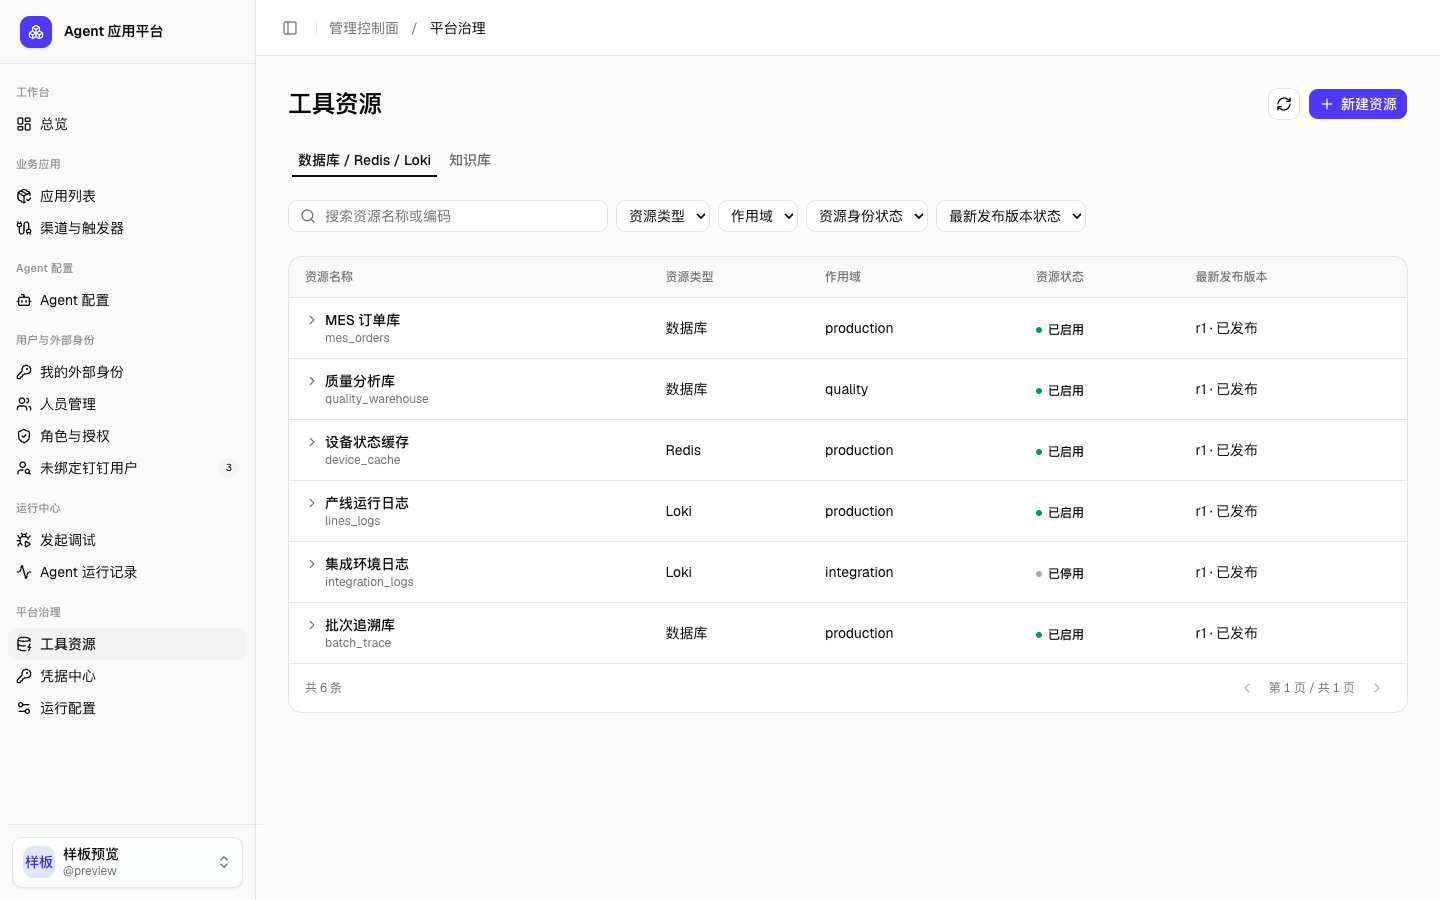 Agent 应用平台
工作台
总览
业务应用
应用列表
渠道与触发器
Agent 配置
Agent 配置
用户与外部身份
我的外部身份
人员管理
角色与授权
未绑定钉钉用户 3
运行中心
发起调试
Agent 运行记录
平台治理
工具资源
凭据中心
运行配置
样板
样板预览
@preview
管理控制面 / 平台治理
工具资源
新建资源
数据库 / Redis / Loki 知识库
搜索资源名称或编码 资源类型 作用域 资源身份状态 最新发布版本状态
资源名称 资源类型 作用域 资源状态 最新发布版本
MES 订单库
mes_orders
数据库 production 已启用 r1 · 已发布
质量分析库
quality_warehouse
数据库 quality 已启用 r1 · 已发布
设备状态缓存
device_cache
Redis production 已启用 r1 · 已发布
产线运行日志
lines_logs
Loki production 已启用 r1 · 已发布
集成环境日志
integration_logs
Loki integration 已停用 r1 · 已发布
批次追溯库
batch_trace
数据库 production 已启用 r1 · 已发布
共 6 条 第 1 页 / 共 1 页